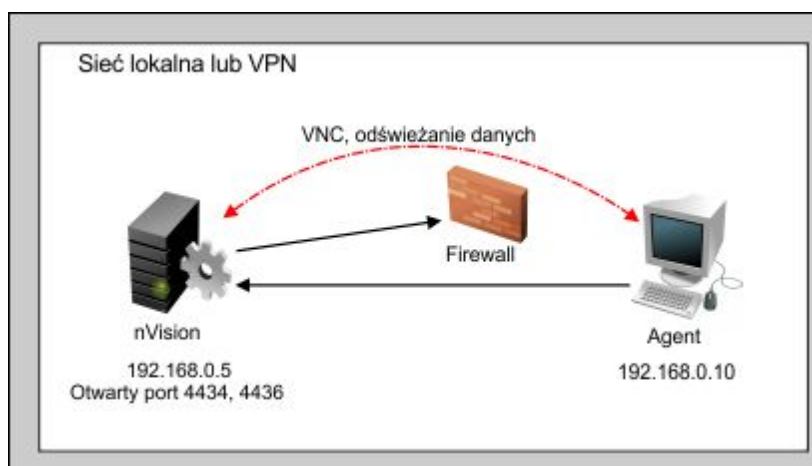 Sieć lokalna lub VPN
VNC, odświeżanie danych
Firewall
nVision
192.168.0.5
Otwarty port 4434, 4436
Agent
192.168.0.10